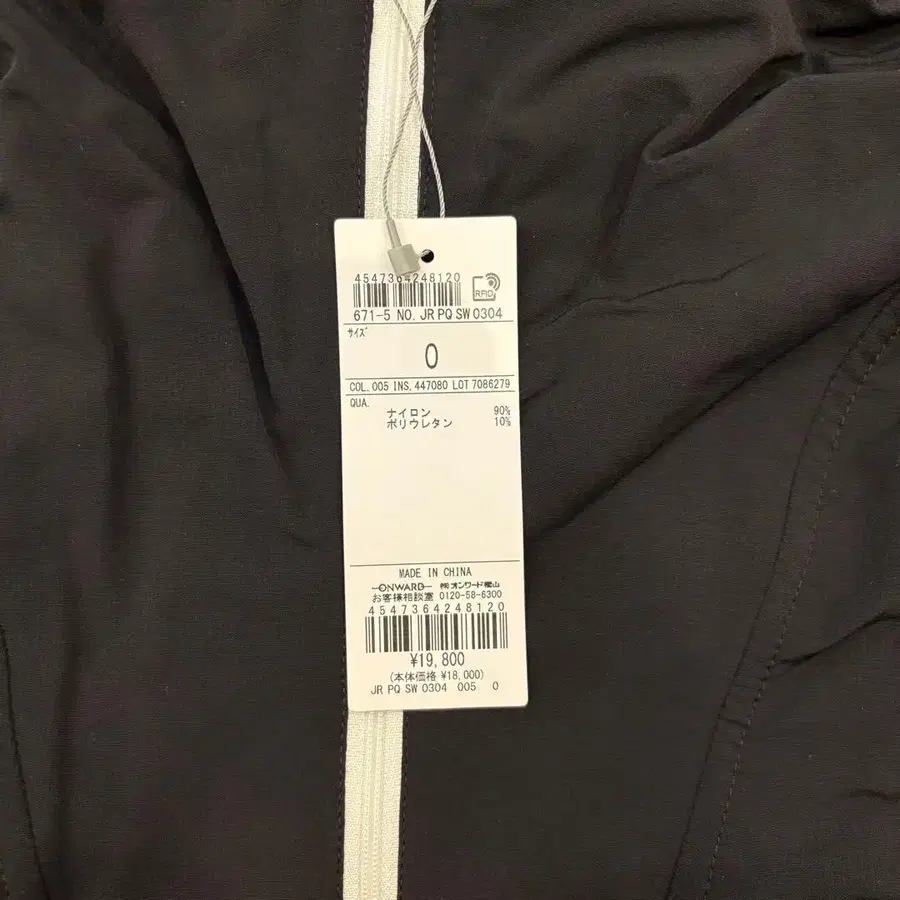 4547364248120
RFID
671-5 NO. JR PQ SW 0304
サイズ
0
COL. 005 INS. 447080 LOT 7086279
QUA.
ナイロン 90%
ポリウレタン 10%
MADE IN CHINA
ONWARD ㈱オンワード樫山
お客様相談室 0120-58-6300
4547364248120
¥19,800
(本体価格 ¥18,000)
JR PQ SW 0304 005 0